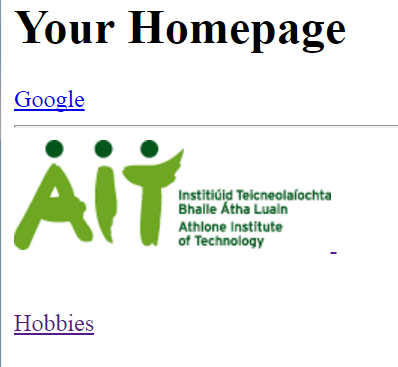 Your Homepage
Google
AIT
Institiúid Teicneolaíochta
Bhaile Átha Luain
Athlone Institute
of Technology
Hobbies